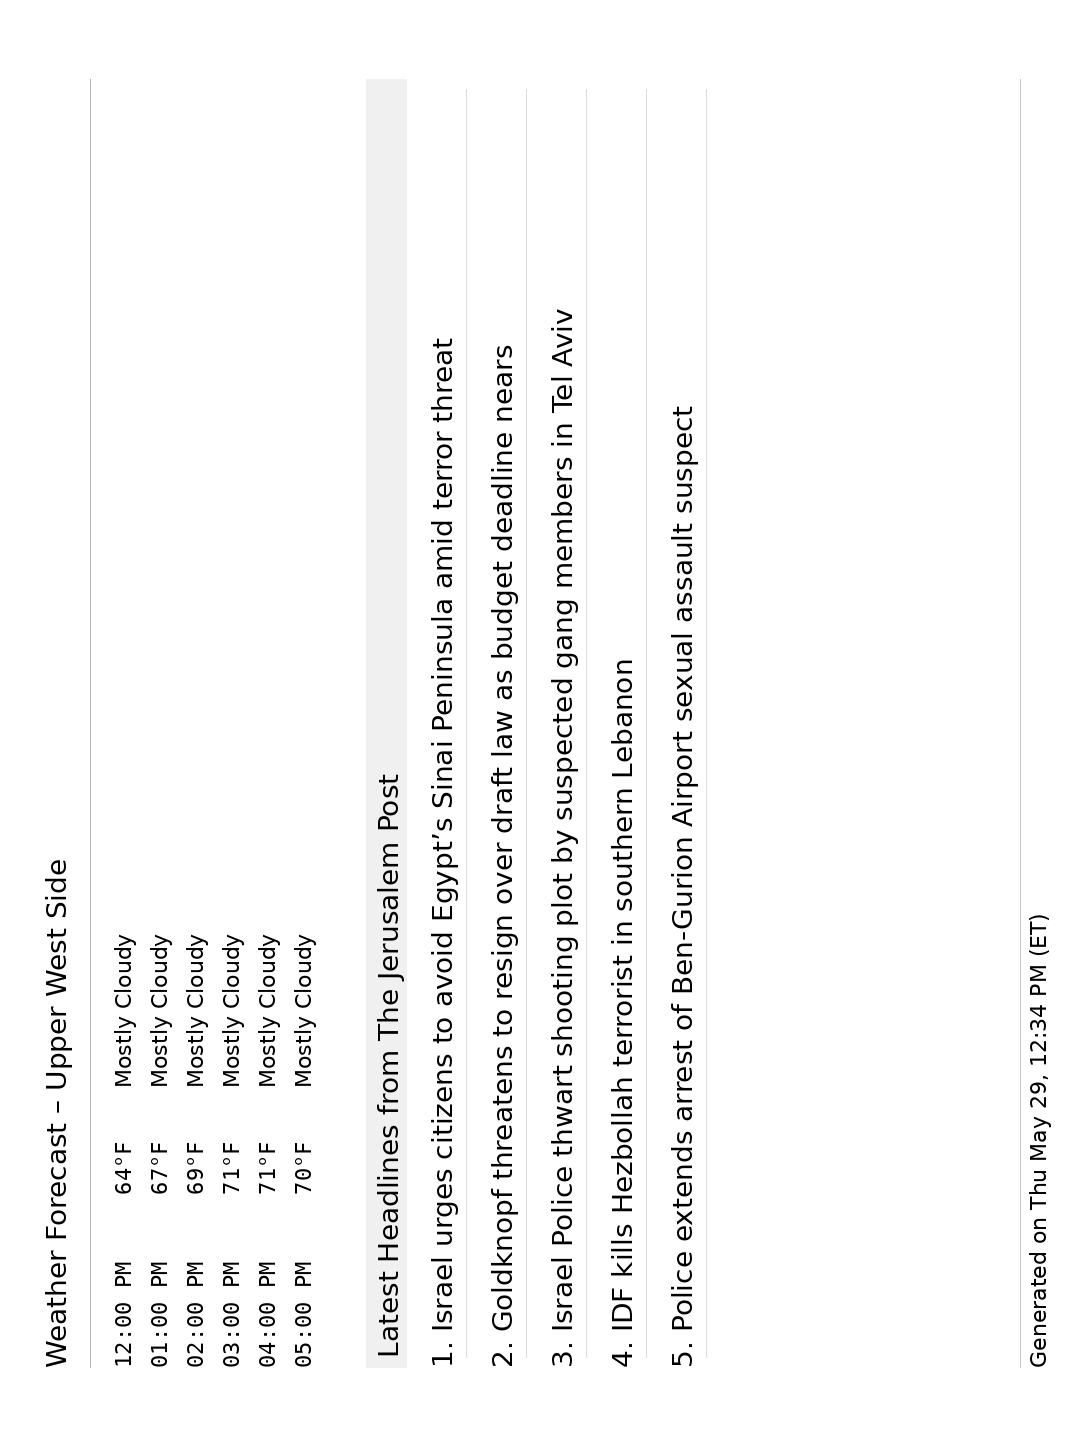 Weather Forecast – Upper West Side
12:00 PM 64°F Mostly Cloudy
01:00 PM 67°F Mostly Cloudy
02:00 PM 69°F Mostly Cloudy
03:00 PM 71°F Mostly Cloudy
04:00 PM 71°F Mostly Cloudy
05:00 PM 70°F Mostly Cloudy
Latest Headlines from The Jerusalem Post
1. Israel urges citizens to avoid Egypt’s Sinai Peninsula amid terror threat
2. Goldknopf threatens to resign over draft law as budget deadline nears
3. Israel Police thwart shooting plot by suspected gang members in Tel Aviv
4. IDF kills Hezbollah terrorist in southern Lebanon
5. Police extends arrest of Ben-Gurion Airport sexual assault suspect
Generated on Thu May 29, 12:34 PM (ET)